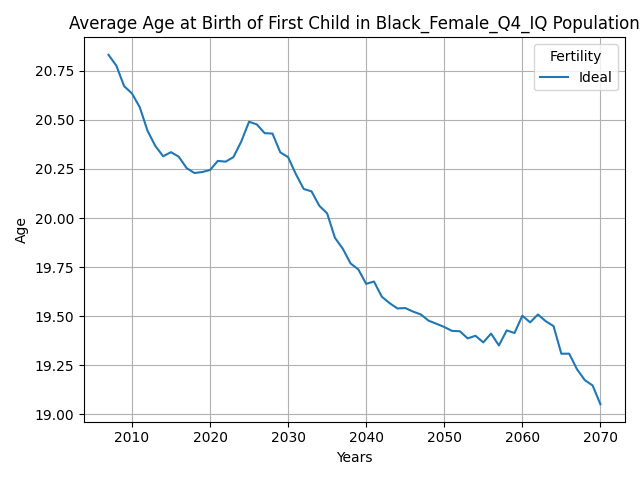 Average Age at Birth of First Child in Black_Female_Q4_IQ Population
Fertility
Ideal
20.75
20.50
20.25
20.00
19.75
19.50
19.25
19.00
Age
2010 2020 2030 2040 2050 2060 2070
Years